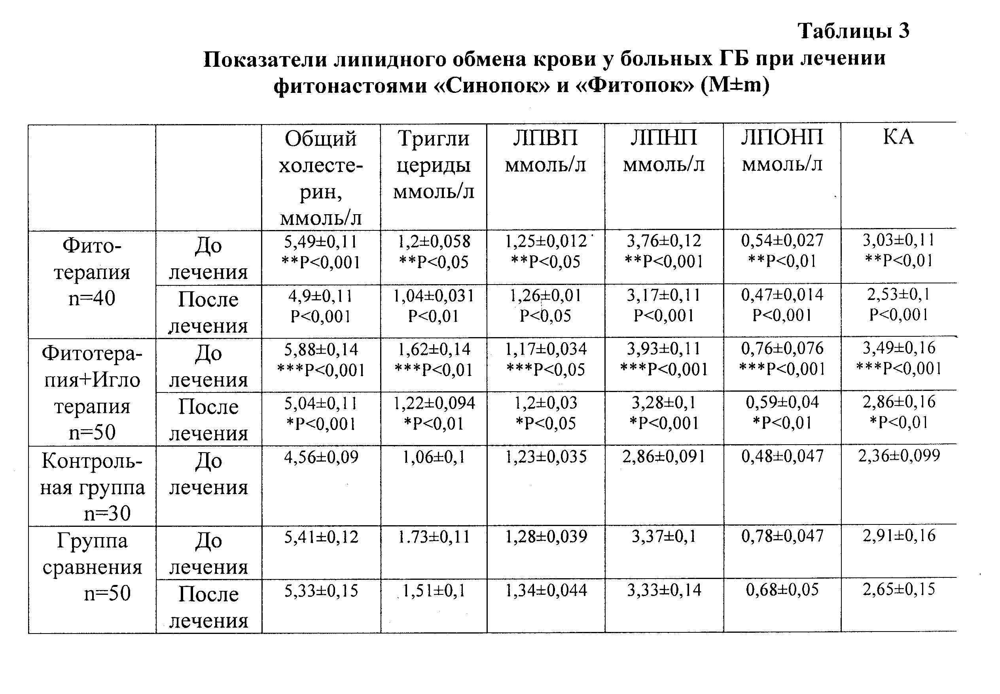 Таблицы 3
Показатели липидного обмена крови у больных ГБ при лечении
фитонастоями «Синопок» и «Фитопок» (M±m)
Общий
холесте-
рин,
ммоль/л
Тригли
цериды
ммоль/л
ЛПВП
ммоль/л
ЛПНП
ммоль/л
ЛПОНП
ммоль/л
КА
Фито-
терапия
n=40
До
лечения
5,49±0,11
**P<0,001
1,2±0,058
**P<0,05
1,25±0,012
**P<0,05
3,76±0,12
**P<0,001
0,54±0,027
**P<0,01
3,03±0,11
**P<0,01
После
лечения
4,9±0,11
P<0,001
1,04±0,031
P<0,01
1,26±0,01
P<0,05
3,17±0,11
P<0,001
0,47±0,014
P<0,001
2,53±0,1
P<0,001
Фитотера-
пия+Игло
терапия
n=50
До
лечения
5,88±0,14
***P<0,001
1,62±0,14
***P<0,01
1,17±0,034
***P<0,05
3,93±0,11
***P<0,001
0,76±0,076
***P<0,001
3,49±0,16
***P<0,001
После
лечения
5,04±0,11
*P<0,001
1,22±0,094
*P<0,01
1,2±0,03
*P<0,05
3,28±0,1
*P<0,001
0,59±0,04
*P<0,01
2,86±0,16
*P<0,01
Контроль-
ная группа
n=30
До
лечения
4,56±0,09
1,06±0,1
1,23±0,035
2,86±0,091
0,48±0,047
2,36±0,099
Группа
сравнения
n=50
До
лечения
5,41±0,12
1.73±0,11
1,28±0,039
3,37±0,1
0,78±0,047
2,91±0,16
После
лечения
5,33±0,15
1,51±0,1
1,34±0,044
3,33±0,14
0,68±0,05
2,65±0,15